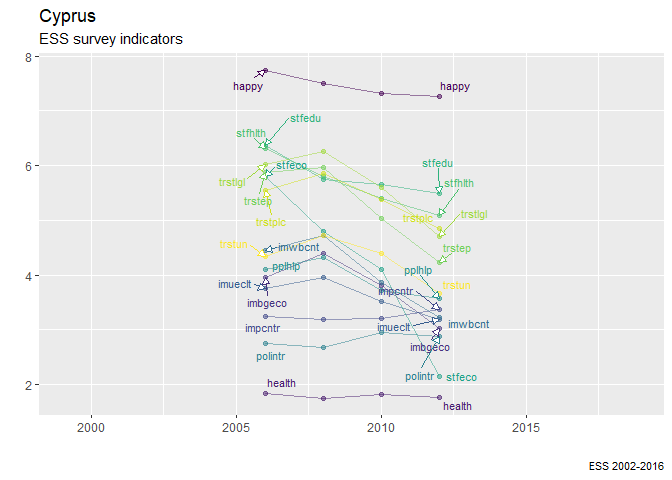 Cyprus
ESS survey indicators
8
happy
happy
stfedu
stfhlth
6
stfeco
stfedu
trstlgl
stfhlth
trstep
trstplc
trstlgl
trstplc
trstun
imwbcnt
trstep
pplhlp
pplhlp
4
imueclt
trstun
impcntr
imbgeco
impcntr
imueclt
imwbcnt
polintr
imbgeco
polintr
stfeco
2
health
health
2000
2005
2010
2015
ESS 2002-2016